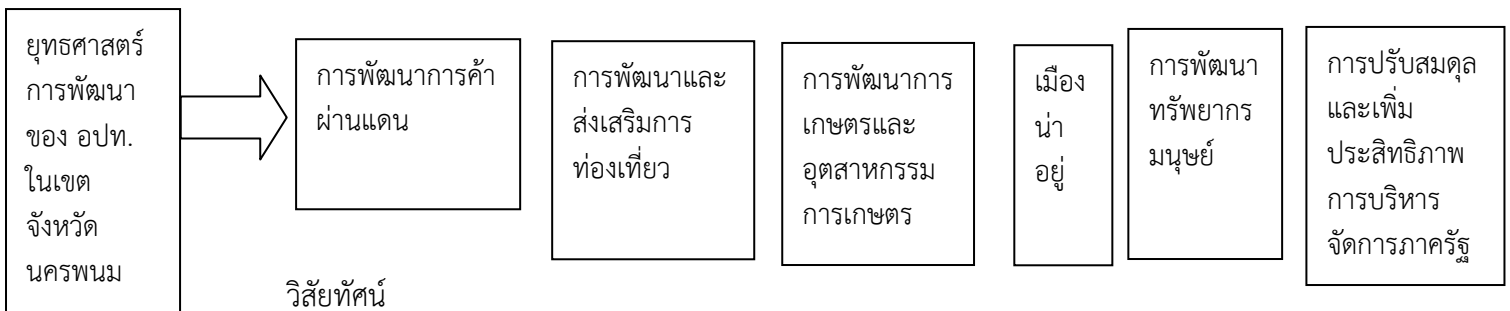 ยุทธศาสตร์
การพัฒนา
ของ อปท.
ในเขต
จังหวัด
นครพนม
การพัฒนาการค้า
ผ่านแดน
การพัฒนาและ
ส่งเสริมการ
ท่องเที่ยว
การพัฒนาการ
เกษตรและ
อุตสาหกรรม
การเกษตร
เมือง
น่า
อยู่
การพัฒนา
ทรัพยากร
มนุษย์
การปรับสมดุล
และเพิ่ม
ประสิทธิภาพ
การบริหาร
จัดการภาครัฐ
วิสัยทัศน์